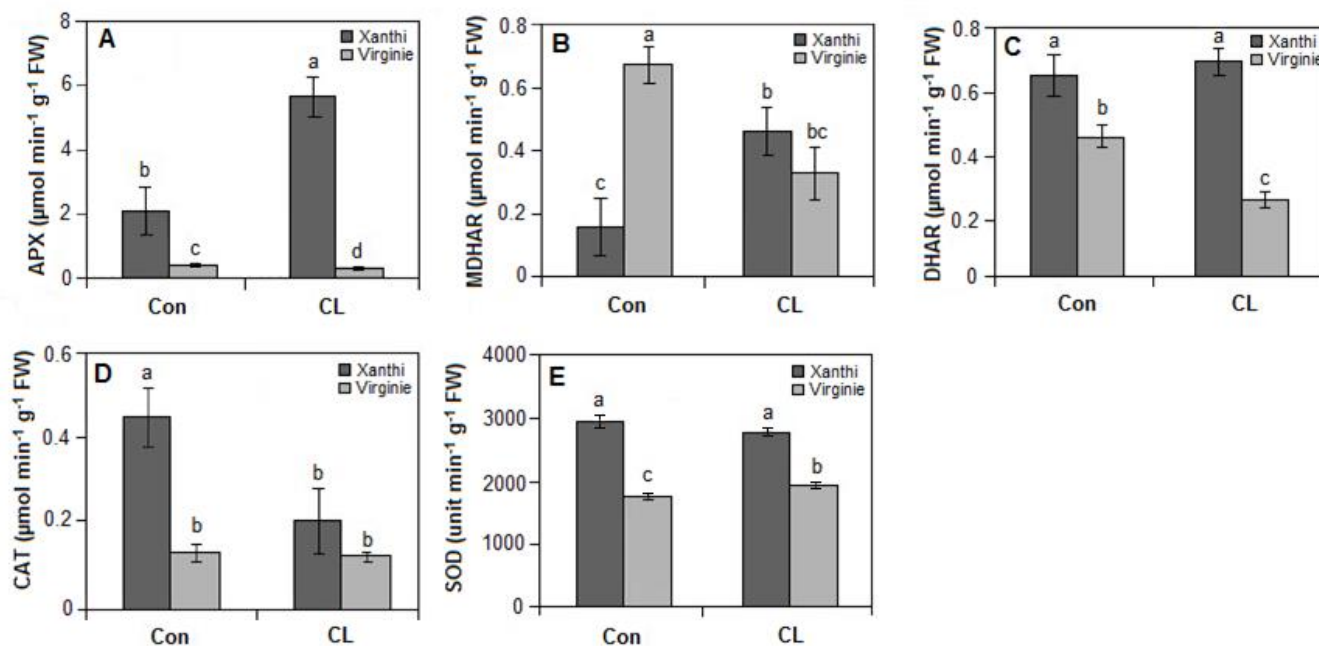 A
Xanthi
Virginie
APX (µmol min⁻¹ g⁻¹ FW)
8
6
4
2
0
b
c
a
d
Con
CL
B
Xanthi
Virginie
MDHAR (µmol min⁻¹ g⁻¹ FW)
0.8
0.6
0.4
0.2
0
c
a
b
bc
Con
CL
C
Xanthi
Virginie
DHAR (µmol min⁻¹ g⁻¹ FW)
0.8
0.6
0.4
0.2
0
a
b
a
c
Con
CL
D
Xanthi
Virginie
CAT (µmol min⁻¹ g⁻¹ FW)
0.6
0.4
0.2
0
a
b
b
b
Con
CL
E
Xanthi
Virginie
SOD (unit min⁻¹ g⁻¹ FW)
4000
3000
2000
1000
0
a
c
a
b
Con
CL